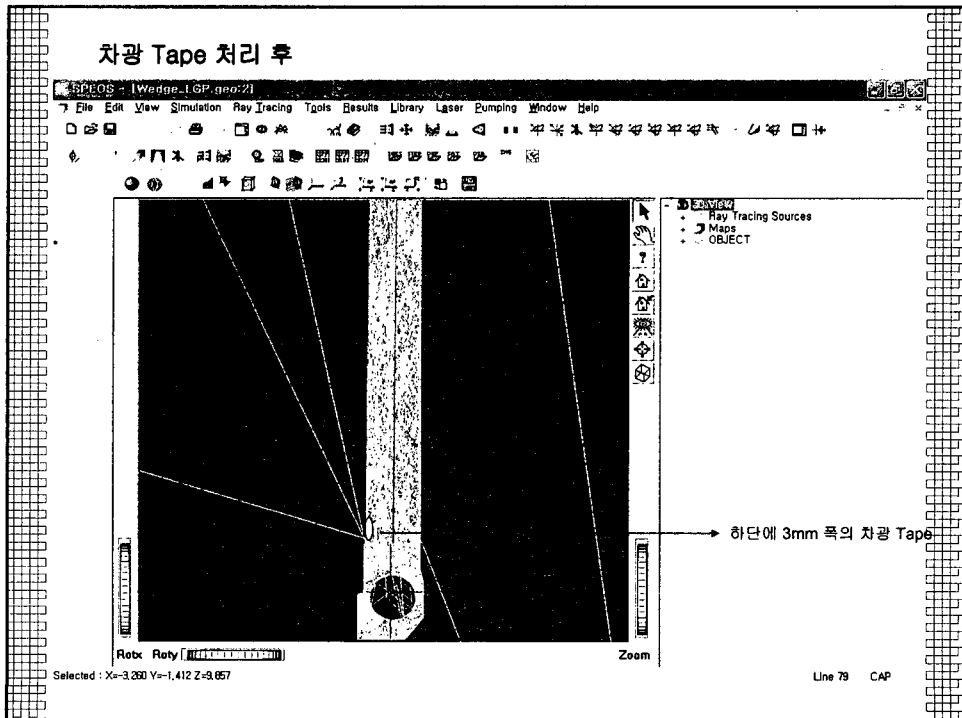 차광 Tape 처리 후
SPEOS - [Wedge_LGP.geo:2]
File Edit View Simulation Ray Tracing Tools Results Library Laser Pumping Window Help
3D View
Ray Tracing Sources
Maps
OBJECT
하단에 3mm 폭의 차광 Tape
Rotx Roty
Zoom
Selected : X=-3,260 Y=-1,412 Z=9,857
Line 79 CAP